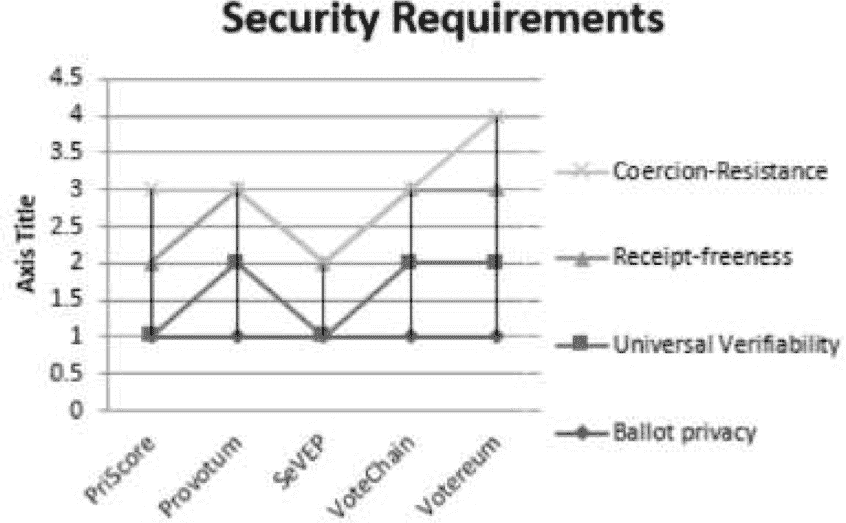 Security Requirements
4.5
4
3.5
3
2.5
2
1.5
1
0.5
0
Axis Title
PriScore
Provotum
SeVEP
VoteChain
Votereum
Coercion-Resistance
Receipt-freeness
Universal Verifiability
Ballot privacy